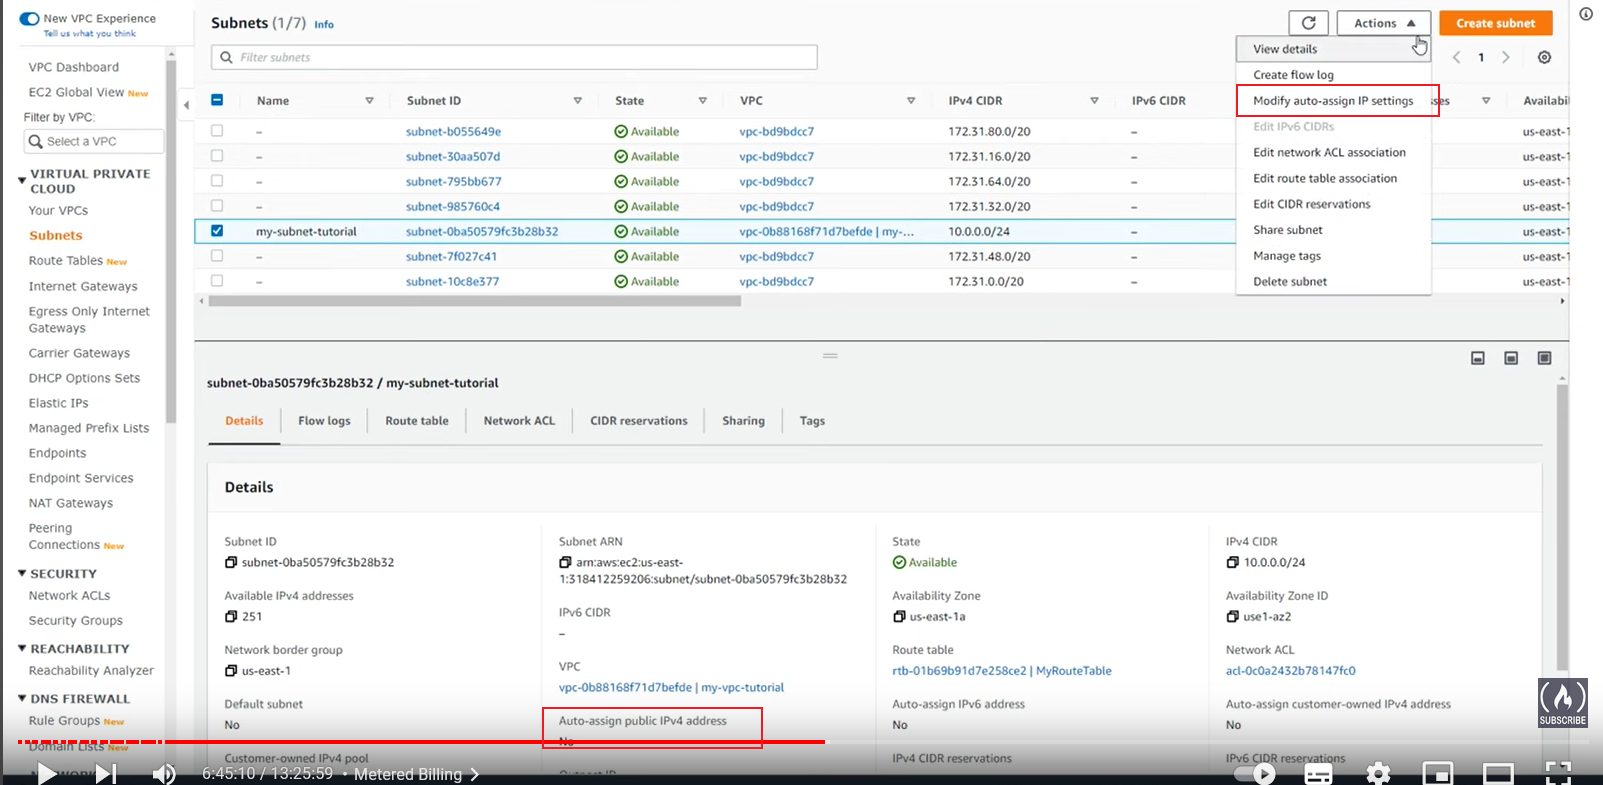 New VPC Experience
Tell us what you think
VPC Dashboard
EC2 Global View New
Filter by VPC:
Select a VPC
VIRTUAL PRIVATE
CLOUD
Your VPCs
Subnets
Route Tables New
Internet Gateways
Egress Only Internet
Gateways
Carrier Gateways
DHCP Options Sets
Elastic IPs
Managed Prefix Lists
Endpoints
Endpoint Services
NAT Gateways
Peering
Connections New
SECURITY
Network ACLs
Security Groups
REACHABILITY
Reachability Analyzer
DNS FIREWALL
Rule Groups New
Domain Lists New
Subnets (1/7) Info
Actions
Create subnet
Filter subnets
1
View details
Create flow log
Modify auto-assign IP settings
Edit IPv6 CIDRs
Edit network ACL association
Edit route table association
Edit CIDR reservations
Share subnet
Manage tags
Delete subnet
Name Subnet ID State VPC IPv4 CIDR IPv6 CIDR ses Availabi
– subnet-b055649e Available vpc-bd9bdcc7 172.31.80.0/20 – us-east-1
– subnet-30aa507d Available vpc-bd9bdcc7 172.31.16.0/20 – us-east-1
– subnet-795bb677 Available vpc-bd9bdcc7 172.31.64.0/20 – us-east-1
– subnet-985760c4 Available vpc-bd9bdcc7 172.31.32.0/20 – us-east-1
my-subnet-tutorial subnet-0ba50579fc3b28b32 Available vpc-0b88168f71d7befde | my-... 10.0.0.0/24 – us-east-1
– subnet-7f027c41 Available vpc-bd9bdcc7 172.31.48.0/20 – us-east-1
– subnet-10c8e377 Available vpc-bd9bdcc7 172.31.0.0/20 – us-east-1
subnet-0ba50579fc3b28b32 / my-subnet-tutorial
Details Flow logs Route table Network ACL CIDR reservations Sharing Tags
Details
Subnet ID
subnet-0ba50579fc3b28b32
Available IPv4 addresses
251
Network border group
us-east-1
Default subnet
No
Customer-owned IPv4 pool
Subnet ARN
arn:aws:ec2:us-east-
1:318412259206:subnet/subnet-0ba50579fc3b28b32
IPv6 CIDR
–
VPC
vpc-0b88168f71d7befde | my-vpc-tutorial
Auto-assign public IPv4 address
No
Outpost ID
State
Available
Availability Zone
us-east-1a
Route table
rtb-01b69b91d7e258ce2 | MyRouteTable
Auto-assign IPv6 address
No
IPv4 CIDR reservations
IPv4 CIDR
10.0.0.0/24
Availability Zone ID
use1-az2
Network ACL
acl-0c0a2432b78147fc0
Auto-assign customer-owned IPv4 address
No
IPv6 CIDR reservations
SUBSCRIBE
6:45:10 / 13:25:59 • Metered Billing